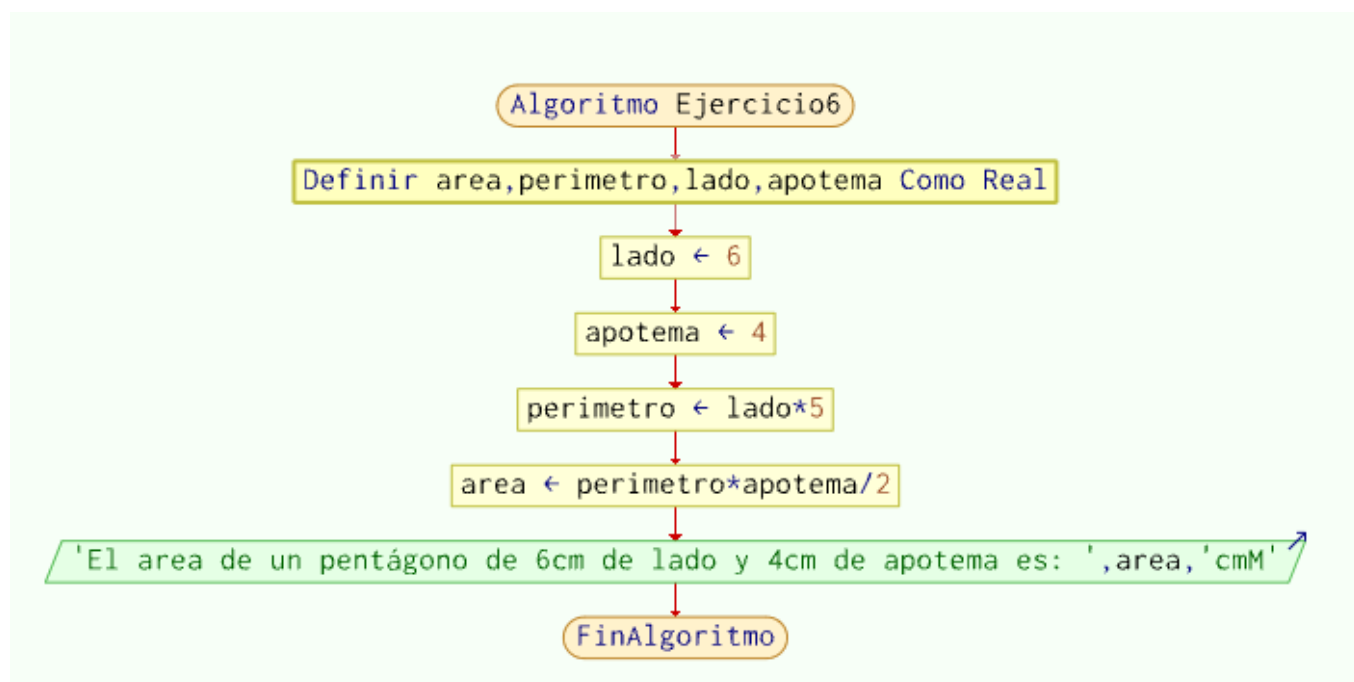 Algoritmo Ejercicio6
Definir area,perimetro,lado,apotema Como Real
lado ← 6
apotema ← 4
perimetro ← lado*5
area ← perimetro*apotema/2
'El area de un pentágono de 6cm de lado y 4cm de apotema es: ',area,'cmM'
FinAlgoritmo